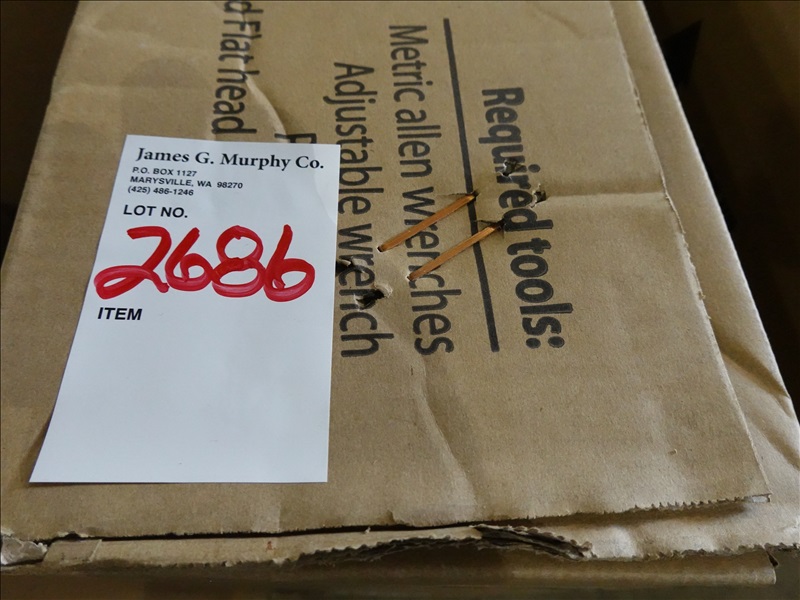 James G. Murphy Co.
P.O. BOX 1127
MARYSVILLE, WA 98270
(425) 486-1246
LOT NO.
2686
ITEM
Required tools:
Metric allen wrenches
Adjustable wrench
Flat head